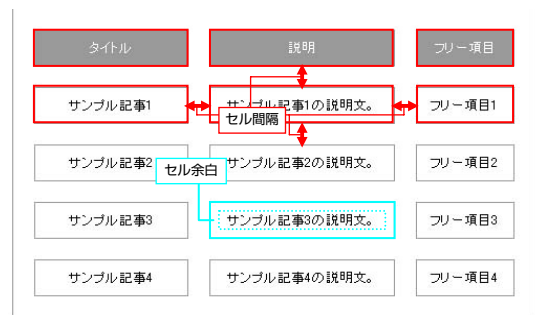 タイトル 説明 フリー項目
サンプル記事1 サンプル記事1の説明文。 フリー項目1
セル間隔
サンプル記事2 サンプル記事2の説明文。 フリー項目2
セル余白
サンプル記事3 サンプル記事3の説明文。 フリー項目3
サンプル記事4 サンプル記事4の説明文。 フリー項目4